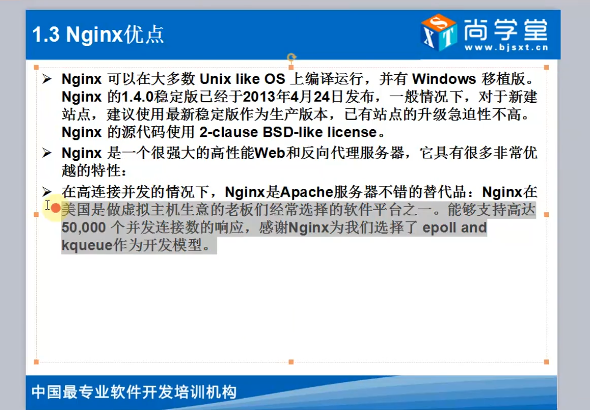 1.3 Nginx优点
尚学堂
www.bjsxt.cn
Nginx 可以在大多数 Unix like OS 上编译运行，并有 Windows 移植版。
Nginx 的1.4.0稳定版已经于2013年4月24日发布，一般情况下，对于新建
站点，建议使用最新稳定版作为生产版本，已有站点的升级急迫性不高。
Nginx 的源代码使用 2-clause BSD-like license。
Nginx 是一个很强大的高性能Web和反向代理服务器，它具有很多非常优
越的特性：
在高连接并发的情况下，Nginx是Apache服务器不错的替代品：Nginx在
美国是做虚拟主机生意的老板们经常选择的软件平台之一。能够支持高达
50,000 个并发连接数的响应，感谢Nginx为我们选择了 epoll and
kqueue作为开发模型。
中国最专业软件开发培训机构